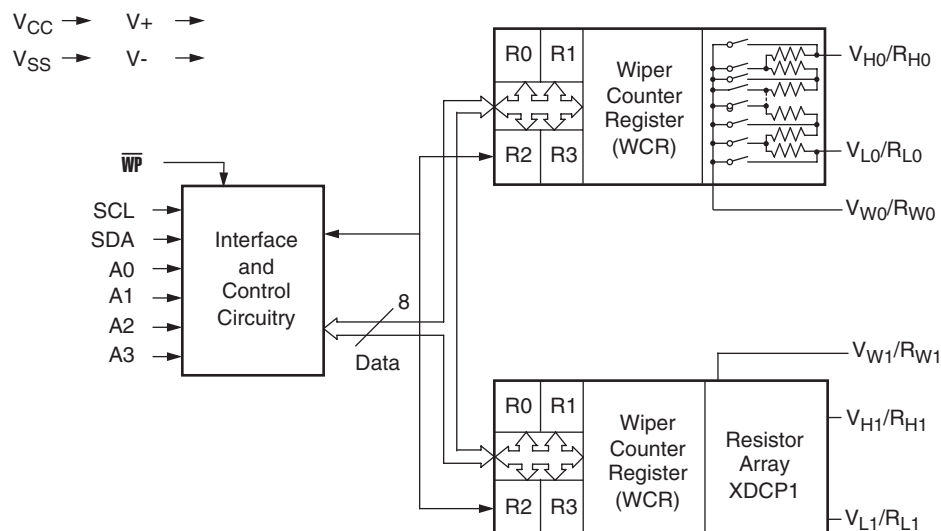 VCC V+
VSS V-
WP
SCL
SDA
A0
A1
A2
A3
Interface
and
Control
Circuitry
8
Data
R0 R1
R2 R3
Wiper
Counter
Register
(WCR)
VH0/RH0
VL0/RL0
VW0/RW0
VW1/RW1
R0 R1
R2 R3
Wiper
Counter
Register
(WCR)
Resistor
Array
XDCP1
VH1/RH1
VL1/RL1